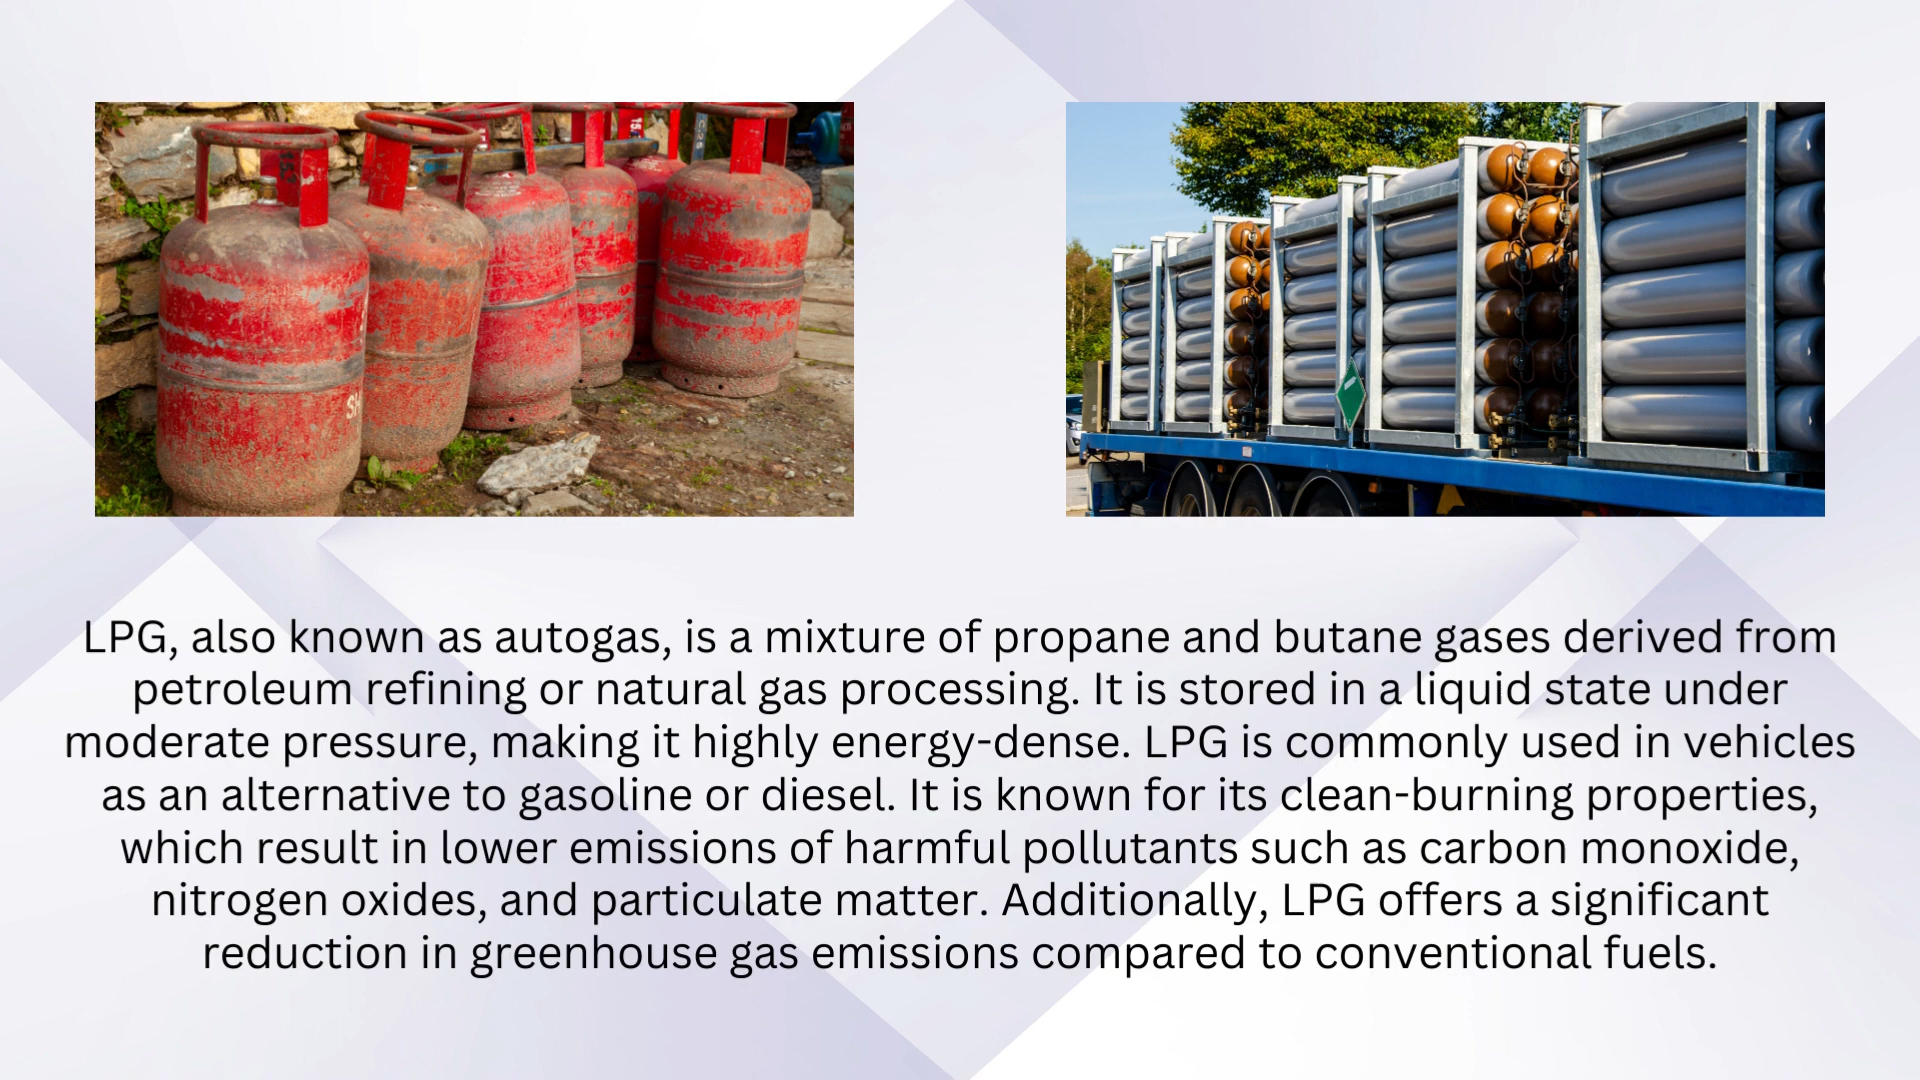 LPG, also known as autogas, is a mixture of propane and butane gases derived from
petroleum refining or natural gas processing. It is stored in a liquid state under
moderate pressure, making it highly energy-dense. LPG is commonly used in vehicles
as an alternative to gasoline or diesel. It is known for its clean-burning properties,
which result in lower emissions of harmful pollutants such as carbon monoxide,
nitrogen oxides, and particulate matter. Additionally, LPG offers a significant
reduction in greenhouse gas emissions compared to conventional fuels.